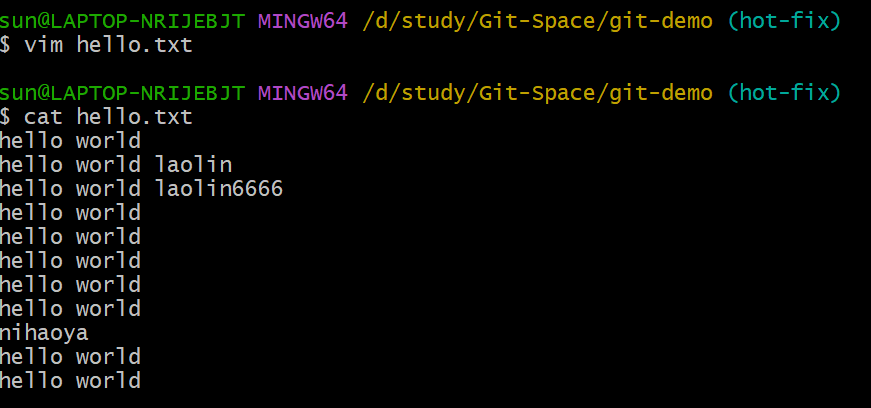 sun@LAPTOP-NRIJEBJT MINGW64 /d/study/Git-Space/git-demo (hot-fix)
$ vim hello.txt
sun@LAPTOP-NRIJEBJT MINGW64 /d/study/Git-Space/git-demo (hot-fix)
$ cat hello.txt
hello world
hello world laolin
hello world laolin6666
hello world
hello world
hello world
hello world
hello world
nihaoya
hello world
hello world